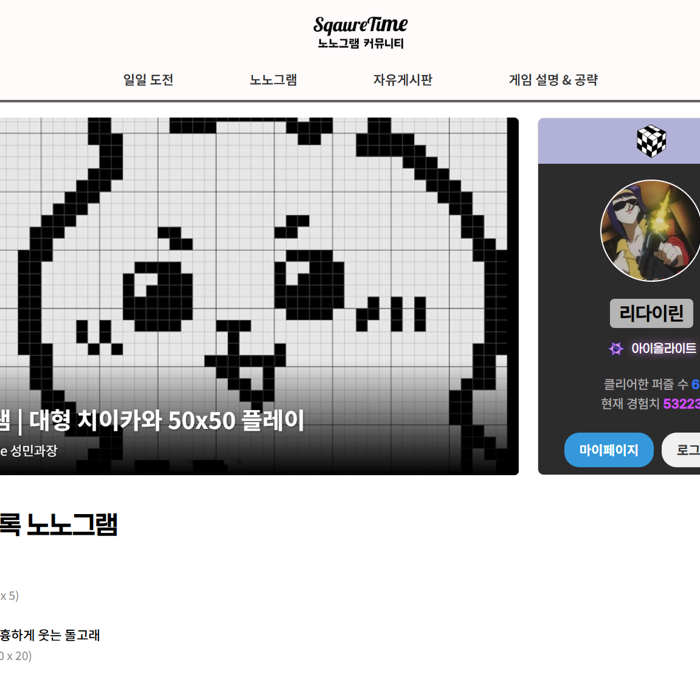 SqaureTime
노노그램 커뮤니티
일일 도전
노노그램
자유게시판
게임 설명 & 공략
램 | 대형 치이카와 50x50 플레이
e 성민과장
리다이린
아이올라이트
클리어한 퍼즐 수 6
현재 경험치 53223
마이페이지
로그
록 노노그램
x 5)
흉하게 웃는 돌고래
0 x 20)